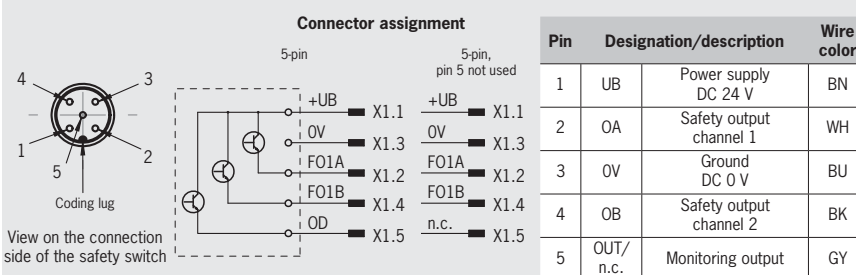 Connector assignment
5-pin
5-pin,
pin 5 not used
4
3
1
2
5
Coding lug
View on the connection
side of the safety switch
+UB X1.1
0V X1.3
FO1A X1.2
FO1B X1.4
OD X1.5
+UB X1.1
0V X1.3
FO1A X1.2
FO1B X1.4
n.c. X1.5
Pin Designation/description Wire
color
1 UB Power supply
DC 24 V BN
2 OA Safety output
channel 1 WH
3 0V Ground
DC 0 V BU
4 OB Safety output
channel 2 BK
5 OUT/
n.c. Monitoring output GY